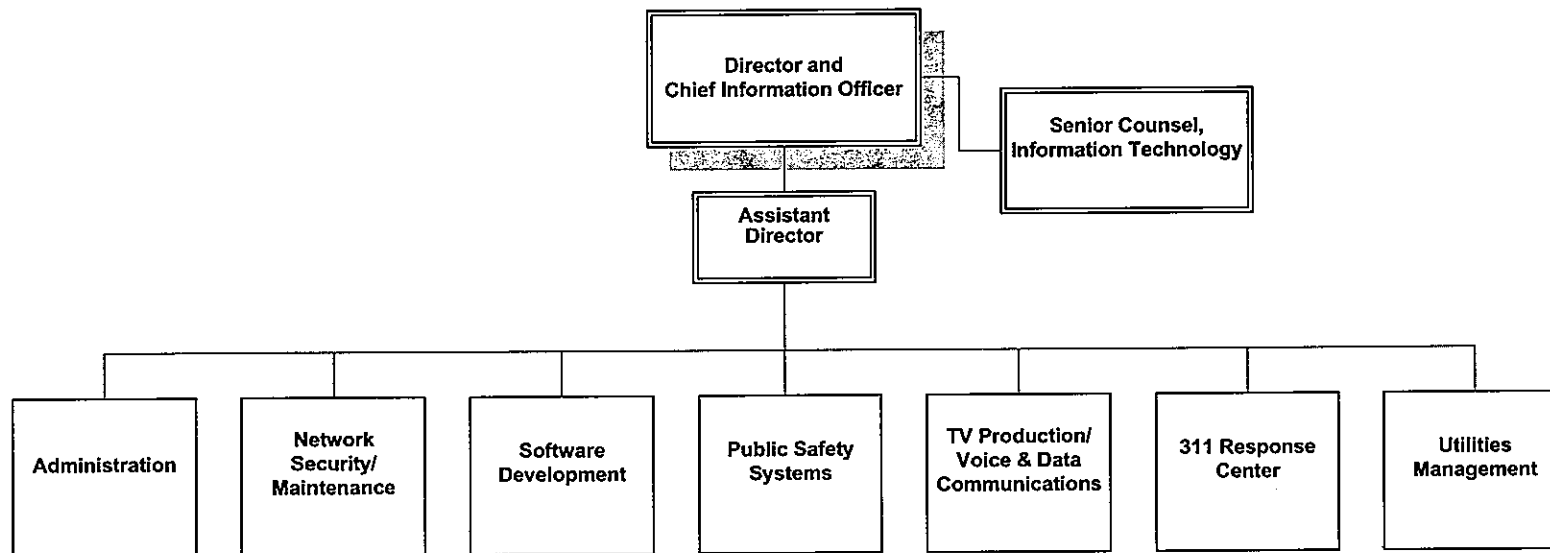 Director and
Chief Information Officer
Senior Counsel,
Information Technology
Assistant
Director
Administration
Network
Security/
Maintenance
Software
Development
Public Safety
Systems
TV Production/
Voice & Data
Communications
311 Response
Center
Utilities
Management